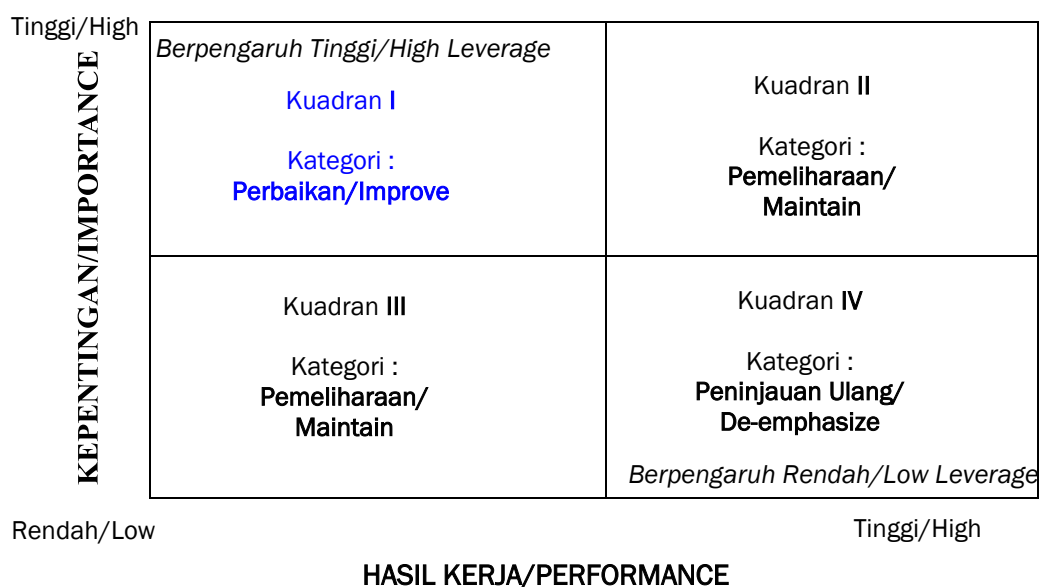 Tinggi/High
KEPENTINGAN/IMPORTANCE
Berpengaruh Tinggi/High Leverage
Kuadran I
Kategori :
Perbaikan/Improve
Kuadran II
Kategori :
Pemeliharaan/
Maintain
Kuadran III
Kategori :
Pemeliharaan/
Maintain
Kuadran IV
Kategori :
Peninjauan Ulang/
De-emphasize
Berpengaruh Rendah/Low Leverage
Rendah/Low
Tinggi/High
HASIL KERJA/PERFORMANCE